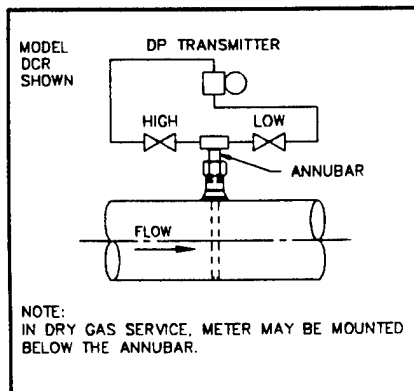 MODEL
DCR
SHOWN
DP TRANSMITTER
HIGH
LOW
ANNUBAR
FLOW
NOTE:
IN DRY GAS SERVICE, METER MAY BE MOUNTED
BELOW THE ANNUBAR.